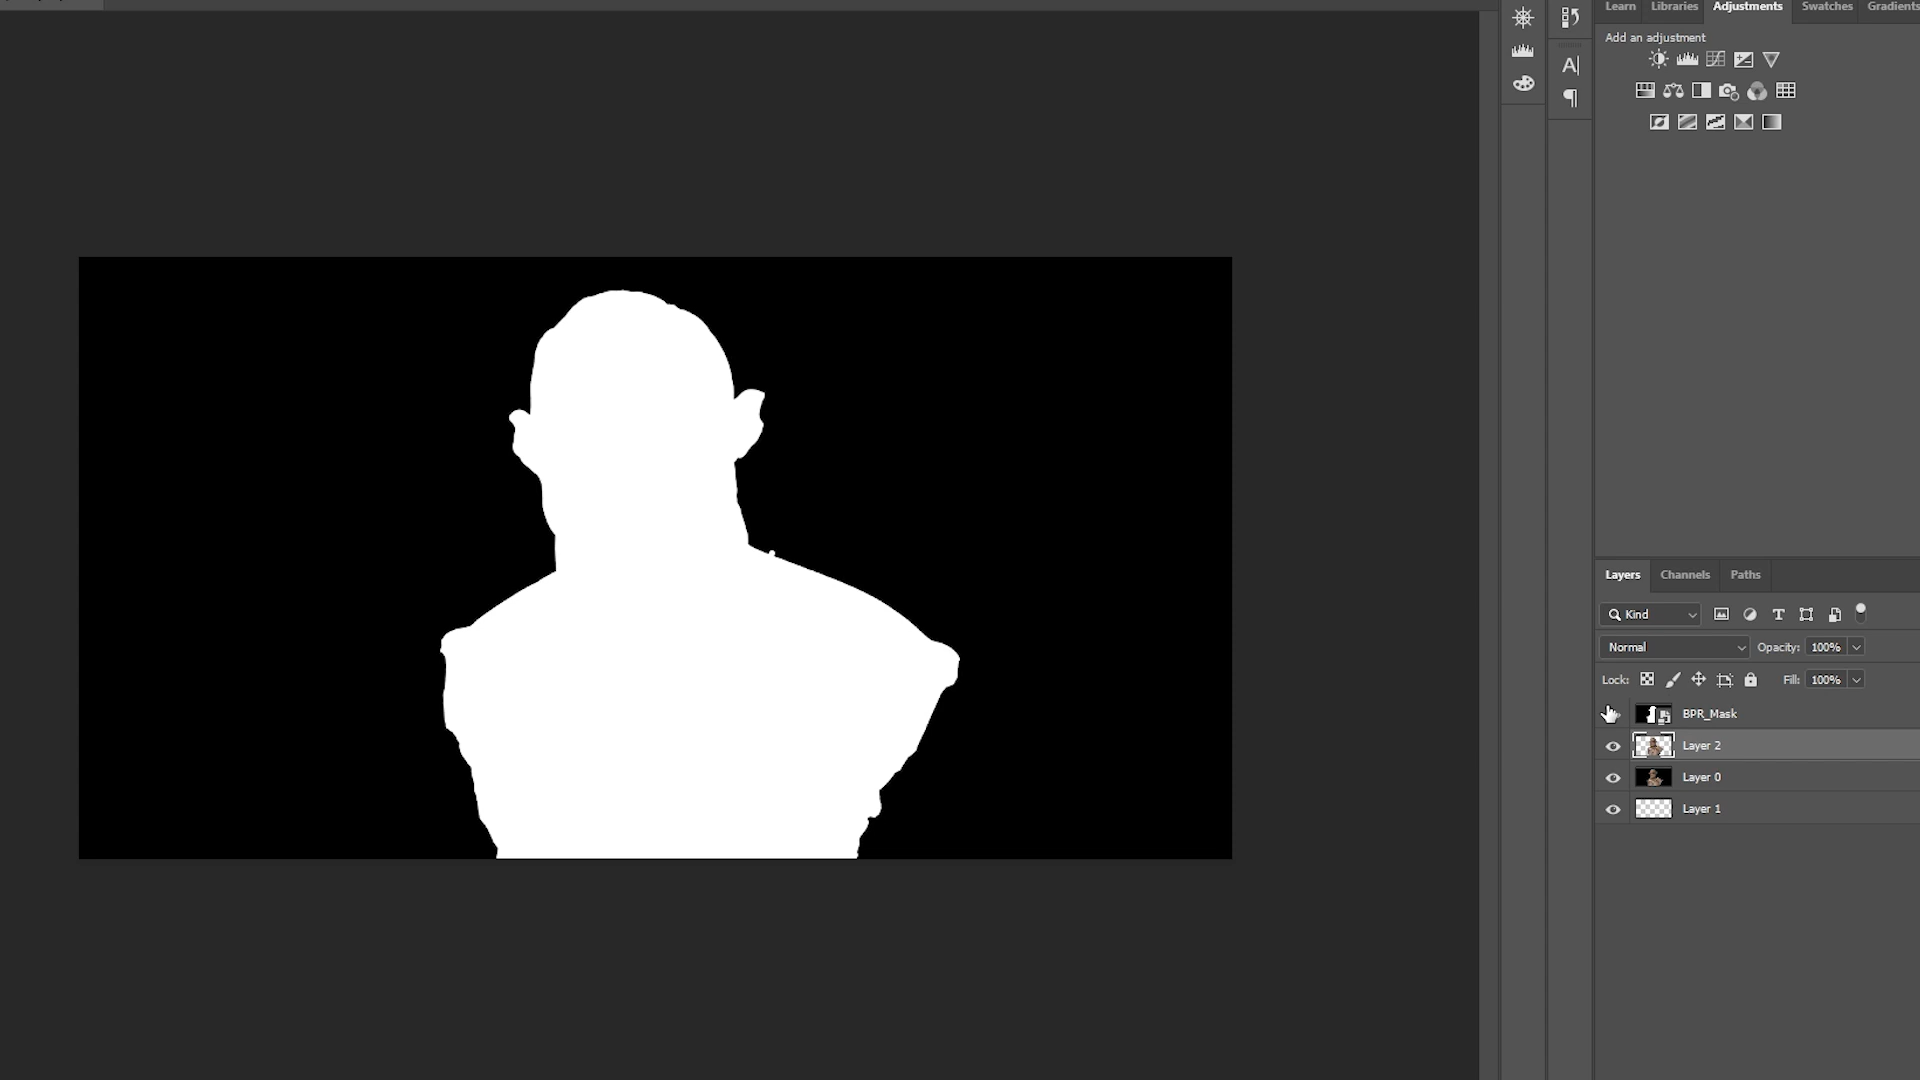 Learn Libraries Adjustments Swatches Gradients
Add an adjustment
A
Layers Channels Paths
Kind
Normal Opacity: 100%
Lock: Fill: 100%
BPR_Mask
Layer 2
Layer 0
Layer 1